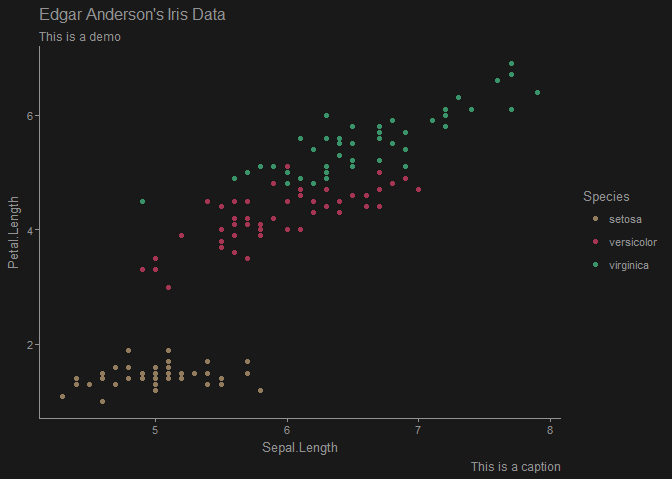 Edgar Anderson's Iris Data
This is a demo
Petal.Length
6
4
2
5
6
7
8
Sepal.Length
Species
setosa
versicolor
virginica
This is a caption